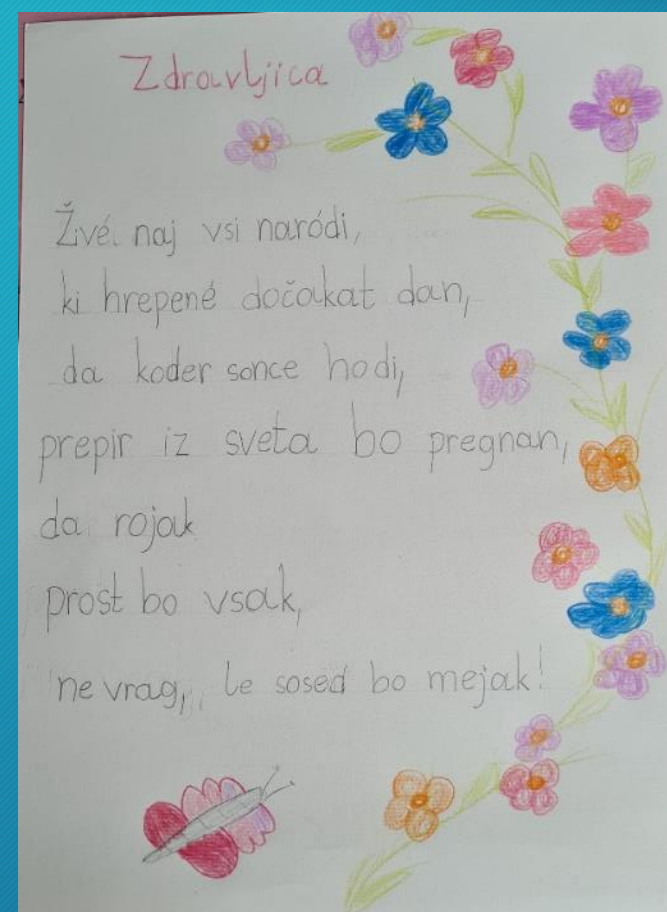 Zdravljica
Živé naj vsi naródi,
ki hrepené dočakat dan,
da koder sonce hodi,
prepir iz sveta bo pregnan,
da rojak
prost bo vsak,
ne vrag, le sosed bo mejak!